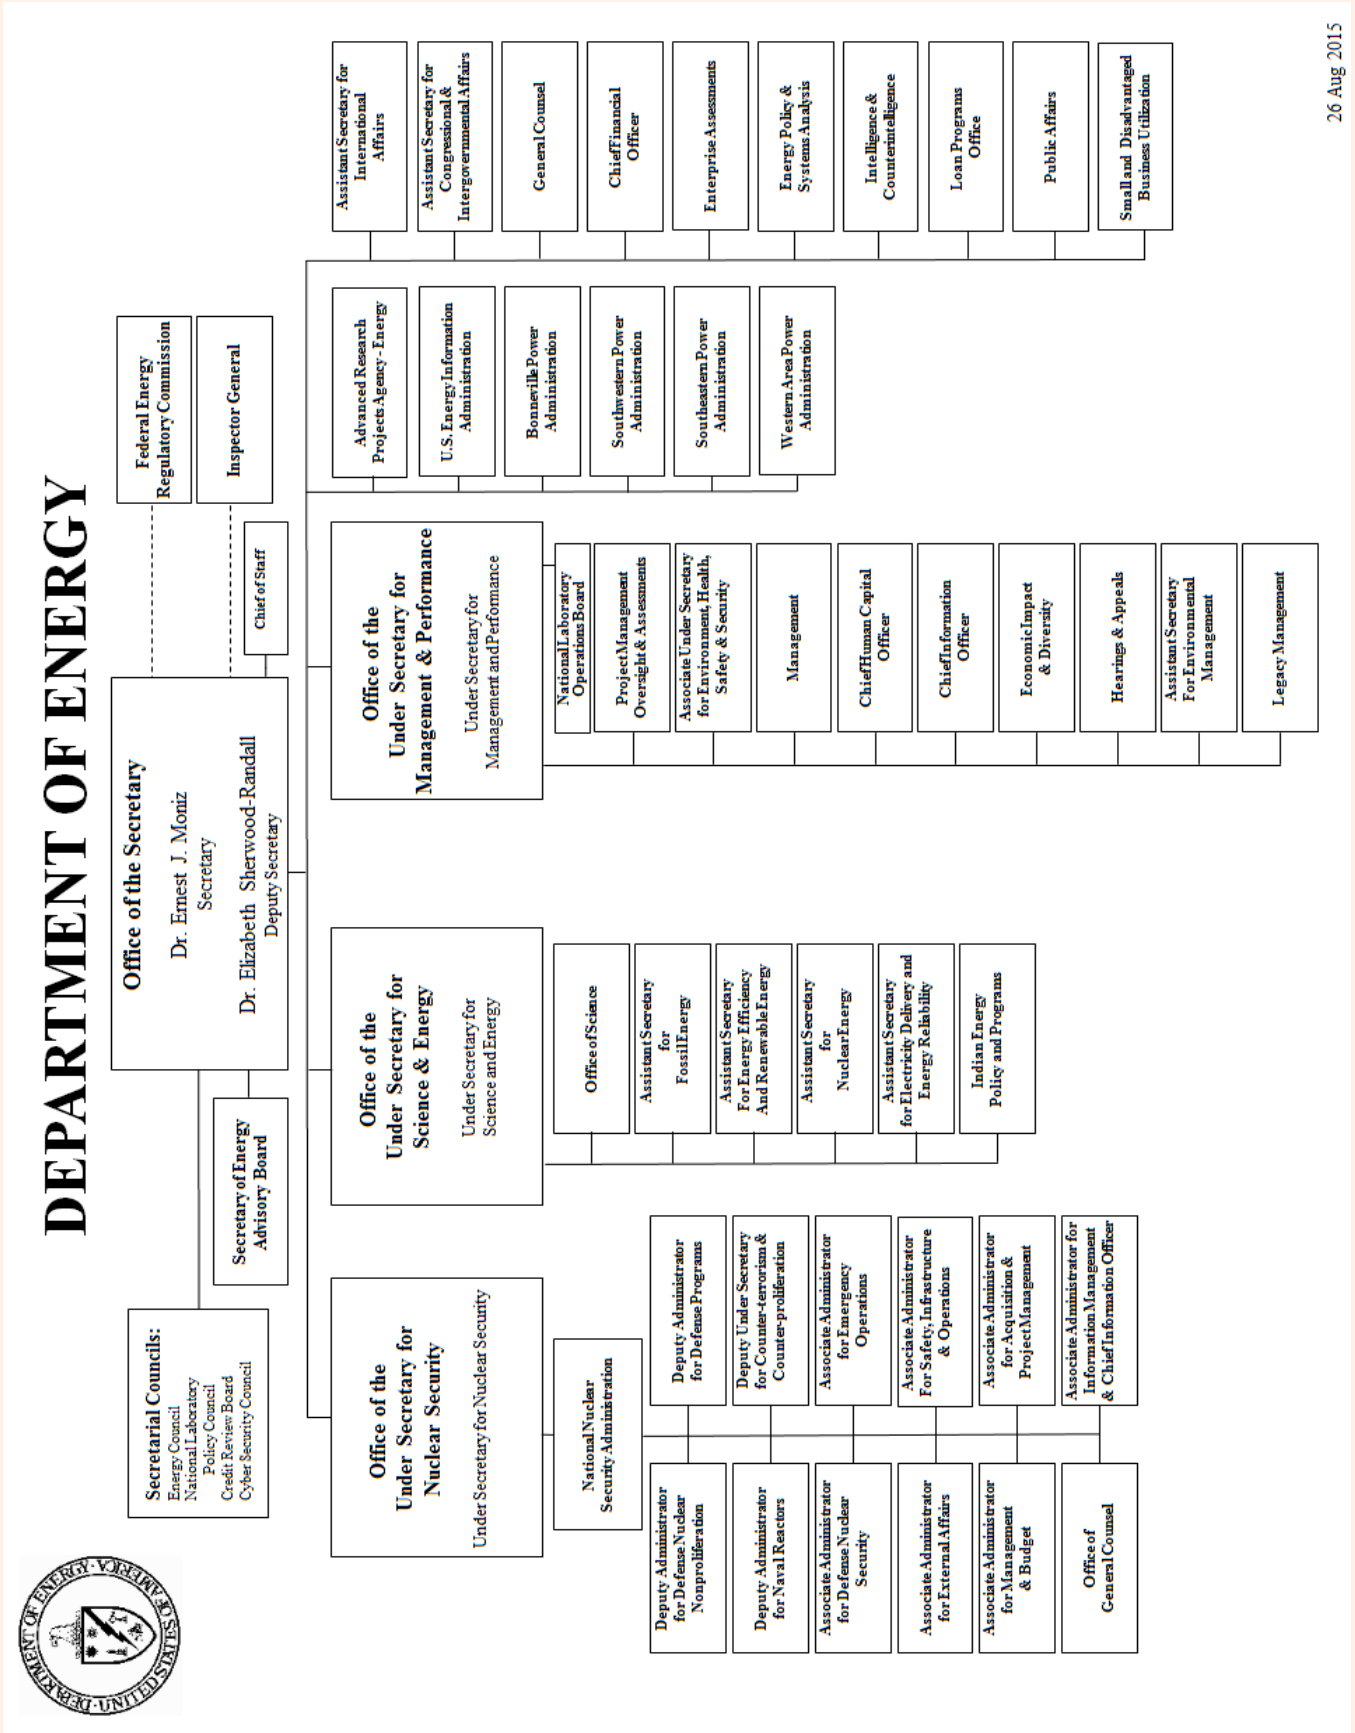 DEPARTMENT OF ENERGY
DEPARTMENT OF ENERGY · UNITED STATES OF AMERICA
Secretarial Councils:
Energy Council
National Laboratory
Policy Council
Credit Review Board
Cyber Security Council
Secretary of Energy
Advisory Board
Office of the Secretary
Dr. Ernest J. Moniz
Secretary
Dr. Elizabeth Sherwood-Randall
Deputy Secretary
Chief of Staff
Federal Energy
Regulatory Commission
Inspector General
Office of the
Under Secretary for
Nuclear Security
Under Secretary for Nuclear Security
National Nuclear
Security Administration
Deputy Administrator
for Defense Nuclear
Nonproliferation
Deputy Administrator
for Defense Programs
Deputy Administrator
for Naval Reactors
Deputy Under Secretary
for Counter-terrorism &
Counter-proliferation
Associate Administrator
for Defense Nuclear
Security
Associate Administrator
for Emergency
Operations
Associate Administrator
for External Affairs
Associate Administrator
For Safety, Infrastructure
& Operations
Associate Administrator
for Management
& Budget
Associate Administrator
for Acquisition &
Project Management
Office of
General Counsel
Associate Administrator for
Information Management
& Chief Information Officer
Office of the
Under Secretary for
Science & Energy
Under Secretary for
Science and Energy
Office of Science
Assistant Secretary
for
Fossil Energy
Assistant Secretary
For Energy Efficiency
And Renewable Energy
Assistant Secretary
for
Nuclear Energy
Assistant Secretary
for Electricity Delivery and
Energy Reliability
Indian Energy
Policy and Programs
Office of the
Under Secretary for
Management & Performance
Under Secretary for
Management and Performance
National Laboratory
Operations Board
Project Management
Oversight & Assessments
Associate Under Secretary
for Environment, Health,
Safety & Security
Management
Chief Human Capital
Officer
Chief Information
Officer
Economic Impact
& Diversity
Hearings & Appeals
Assistant Secretary
For Environmental
Management
Legacy Management
Advanced Research
Projects Agency - Energy
U.S. Energy Information
Administration
Bonneville Power
Administration
Southwestern Power
Administration
Southeastern Power
Administration
Western Area Power
Administration
Assistant Secretary for
International
Affairs
Assistant Secretary for
Congressional &
Intergovernmental Affairs
General Counsel
Chief Financial
Officer
Enterprise Assessments
Energy Policy &
Systems Analysis
Intelligence &
Counterintelligence
Loan Programs
Office
Public Affairs
Small and Disadvantaged
Business Utilization
26 Aug 2015